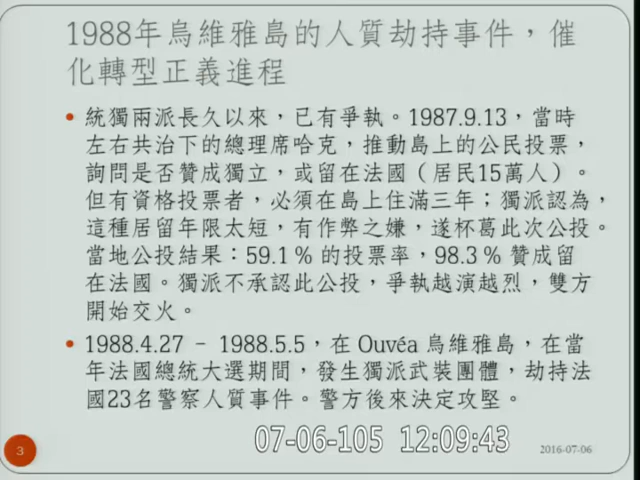 1988年烏維雅島的人質劫持事件，催
化轉型正義進程
• 統獨兩派長久以來，已有爭執。1987.9.13，當時
左右共治下的總理席哈克，推動島上的公民投票，
詢問是否贊成獨立，或留在法國（居民15萬人）。
但有資格投票者，必須在島上住滿三年；獨派認為，
這種居留年限太短，有作弊之嫌，遂杯葛此次公投。
當地公投結果：59.1％的投票率，98.3％贊成留
在法國。獨派不承認此公投，爭執越演越烈，雙方
開始交火。
• 1988.4.27 – 1988.5.5，在 Ouvéa 烏維雅島，在當
年法國總統大選期間，發生獨派武裝團體，劫持法
國23名警察人質事件。警方後來決定攻堅。
07-06-105 12:09:43
3
2016-07-06